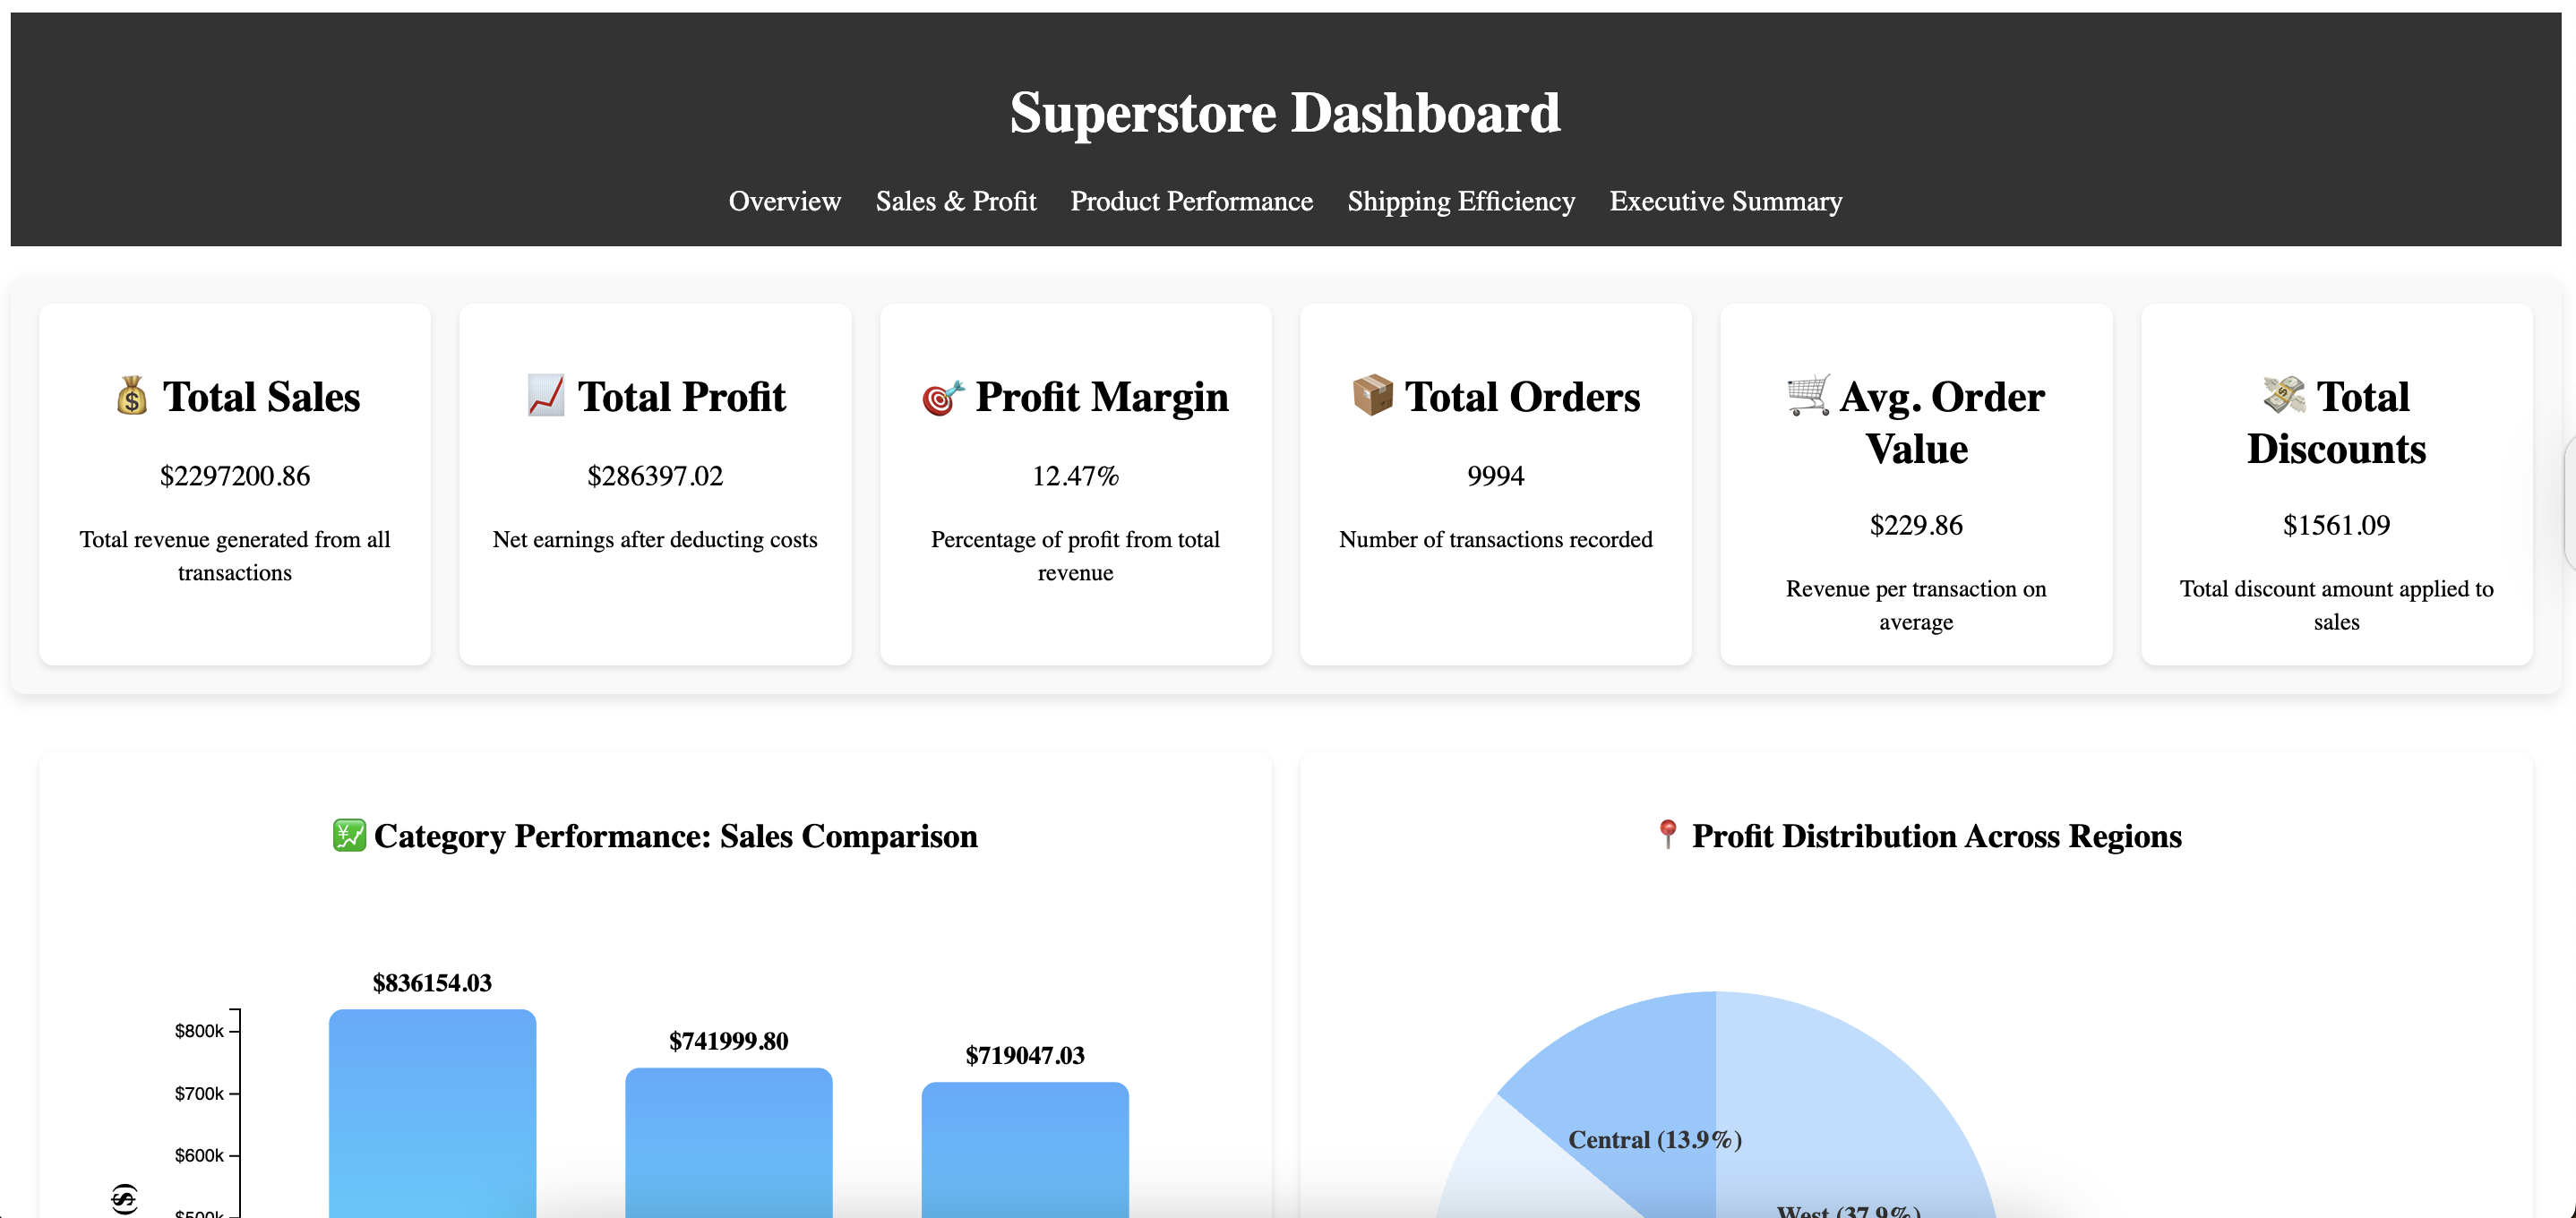 Superstore Dashboard
Overview Sales & Profit Product Performance Shipping Efficiency Executive Summary
💰 Total Sales
$2297200.86
Total revenue generated from all
transactions
📈 Total Profit
$286397.02
Net earnings after deducting costs
🎯 Profit Margin
12.47%
Percentage of profit from total
revenue
📦 Total Orders
9994
Number of transactions recorded
🛒 Avg. Order
Value
$229.86
Revenue per transaction on
average
💸 Total
Discounts
$1561.09
Total discount amount applied to
sales
💹 Category Performance: Sales Comparison
$836154.03
$741999.80
$719047.03
$800k
$700k
$600k
$500k
($)
📍 Profit Distribution Across Regions
Central (13.9%)
West (37.9%)